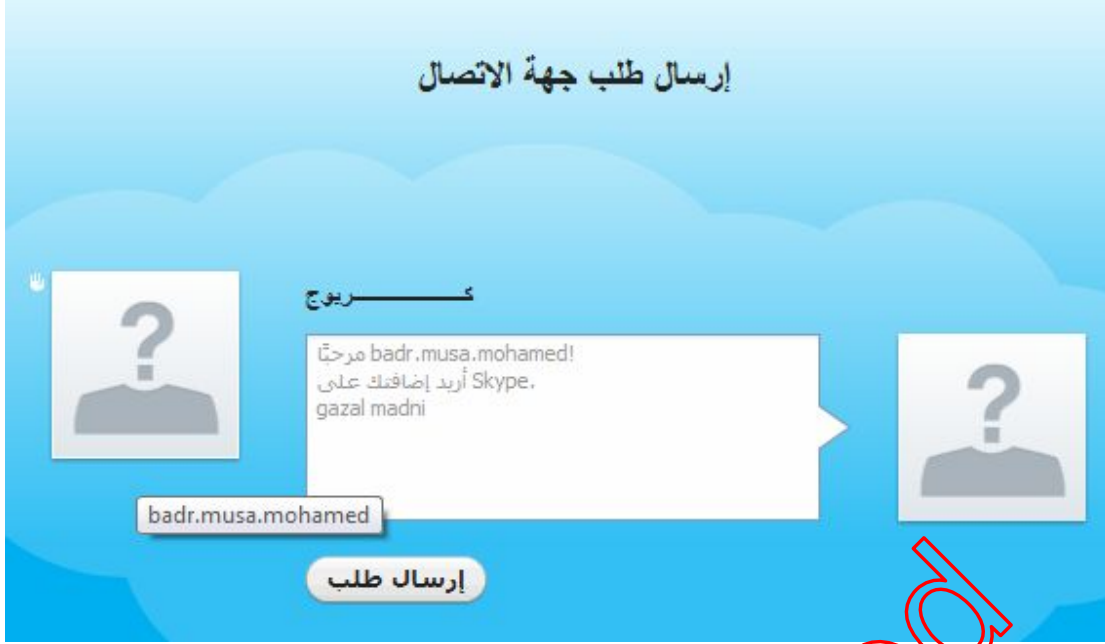 إرسال طلب جهة الاتصال
كـــــــــريوج
مرحبًا badr.musa.mohamed!
أريد إضافتك على Skype.
gazal madni
badr.musa.mohamed
إرسال طلب